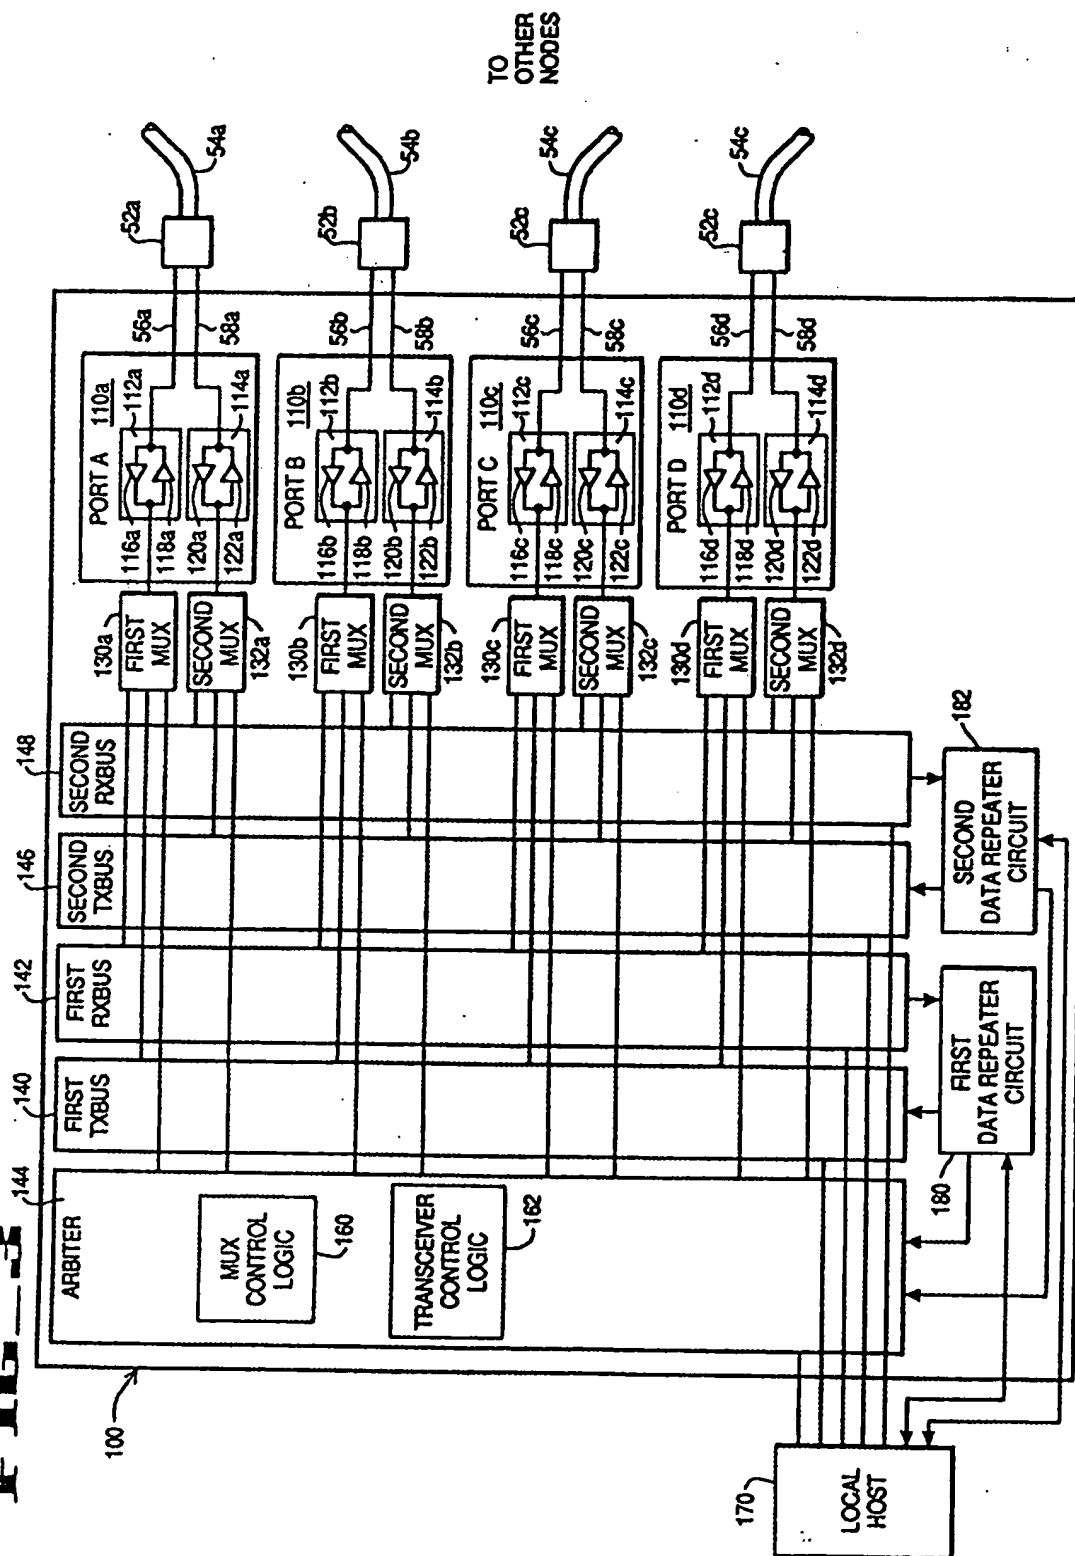 FIG_3
TO
OTHER
NODES
54a
54b
54c
54c
52a
52b
52c
52c
56a
58a
56b
58b
56c
58c
56d
58d
PORT A
110a
112a
114a
116a
118a
120a
122a
PORT B
110b
112b
114b
116b
118b
120b
122b
PORT C
110c
112c
114c
116c
118c
120c
122c
PORT D
110d
112d
114d
116d
118d
120d
122d
130a
FIRST
MUX
SECOND
MUX
132a
130b
FIRST
MUX
SECOND
MUX
132b
130c
FIRST
MUX
SECOND
MUX
132c
130d
FIRST
MUX
SECOND
MUX
132d
148
SECOND
RXBUS
146
SECOND
TXBUS
142
FIRST
RXBUS
140
FIRST
TXBUS
144
ARBITER
MUX
CONTROL
LOGIC
160
TRANSCEIVER
CONTROL
LOGIC
162
182
SECOND
DATA REPEATER
CIRCUIT
FIRST
DATA REPEATER
CIRCUIT
180
100
170
LOCAL
HOST